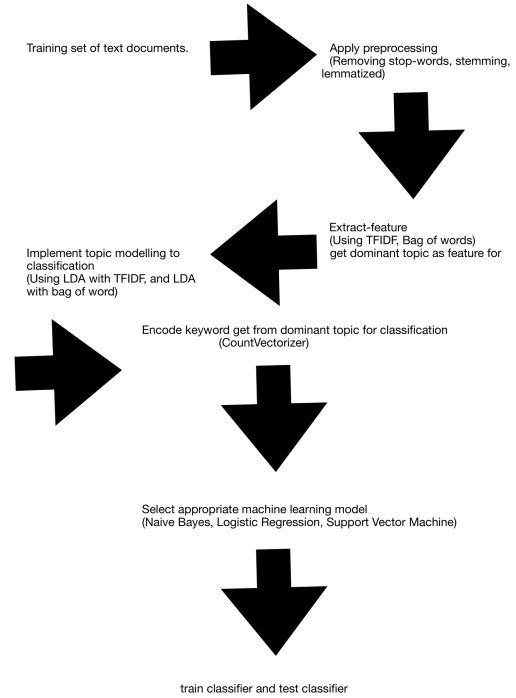 Training set of text documents.
Apply preprocessing
(Removing stop-words, stemming,
lemmatized)
Extract-feature
(Using TFIDF, Bag of words)
get dominant topic as feature for
Implement topic modelling to
classification
(Using LDA with TFIDF, and LDA
with bag of word)
Encode keyword get from dominant topic for classification
(CountVectorizer)
Select appropriate machine learning model
(Naive Bayes, Logistic Regression, Support Vector Machine)
train classifier and test classifier